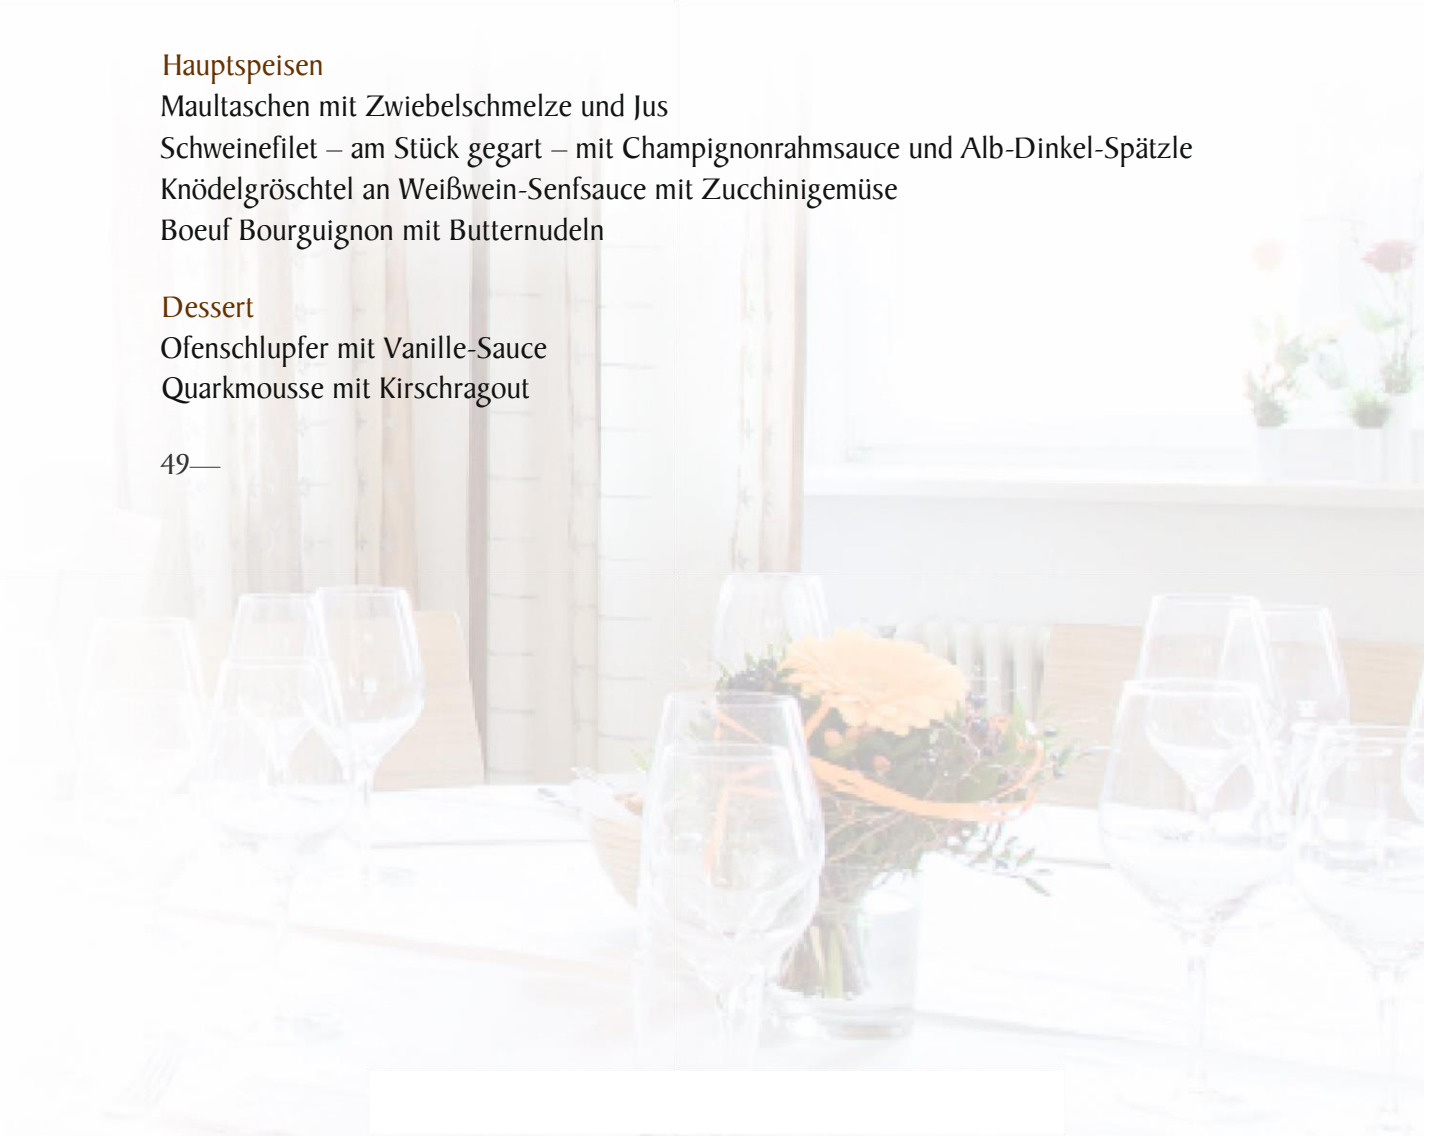 Hauptspeisen
Maultaschen mit Zwiebelschmelze und Jus
Schweinefilet – am Stück gegart – mit Champignonrahmsauce und Alb-Dinkel-Spätzle
Knödelgröschtel an Weißwein-Senfsauce mit Zucchinigemüse
Boeuf Bourguignon mit Butternudeln
Dessert
Ofenschlupfer mit Vanille-Sauce
Quarkmousse mit Kirschragout
49—